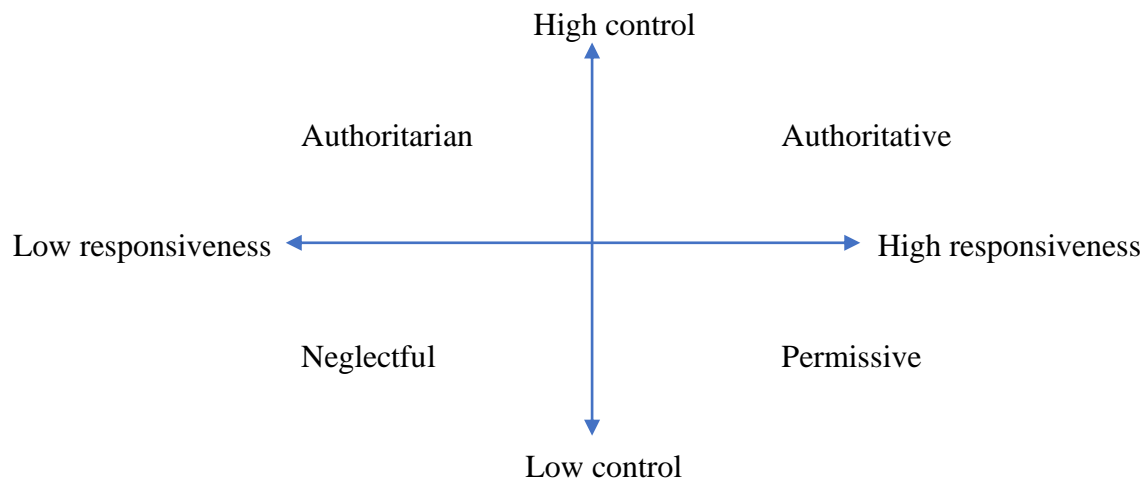 High control
Authoritarian
Authoritative
Low responsiveness
High responsiveness
Neglectful
Permissive
Low control